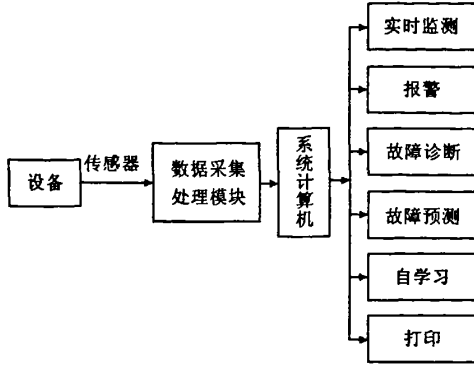 设备
传感器
数据采集
处理模块
系统计算机
实时监测
报警
故障诊断
故障预测
自学习
打印